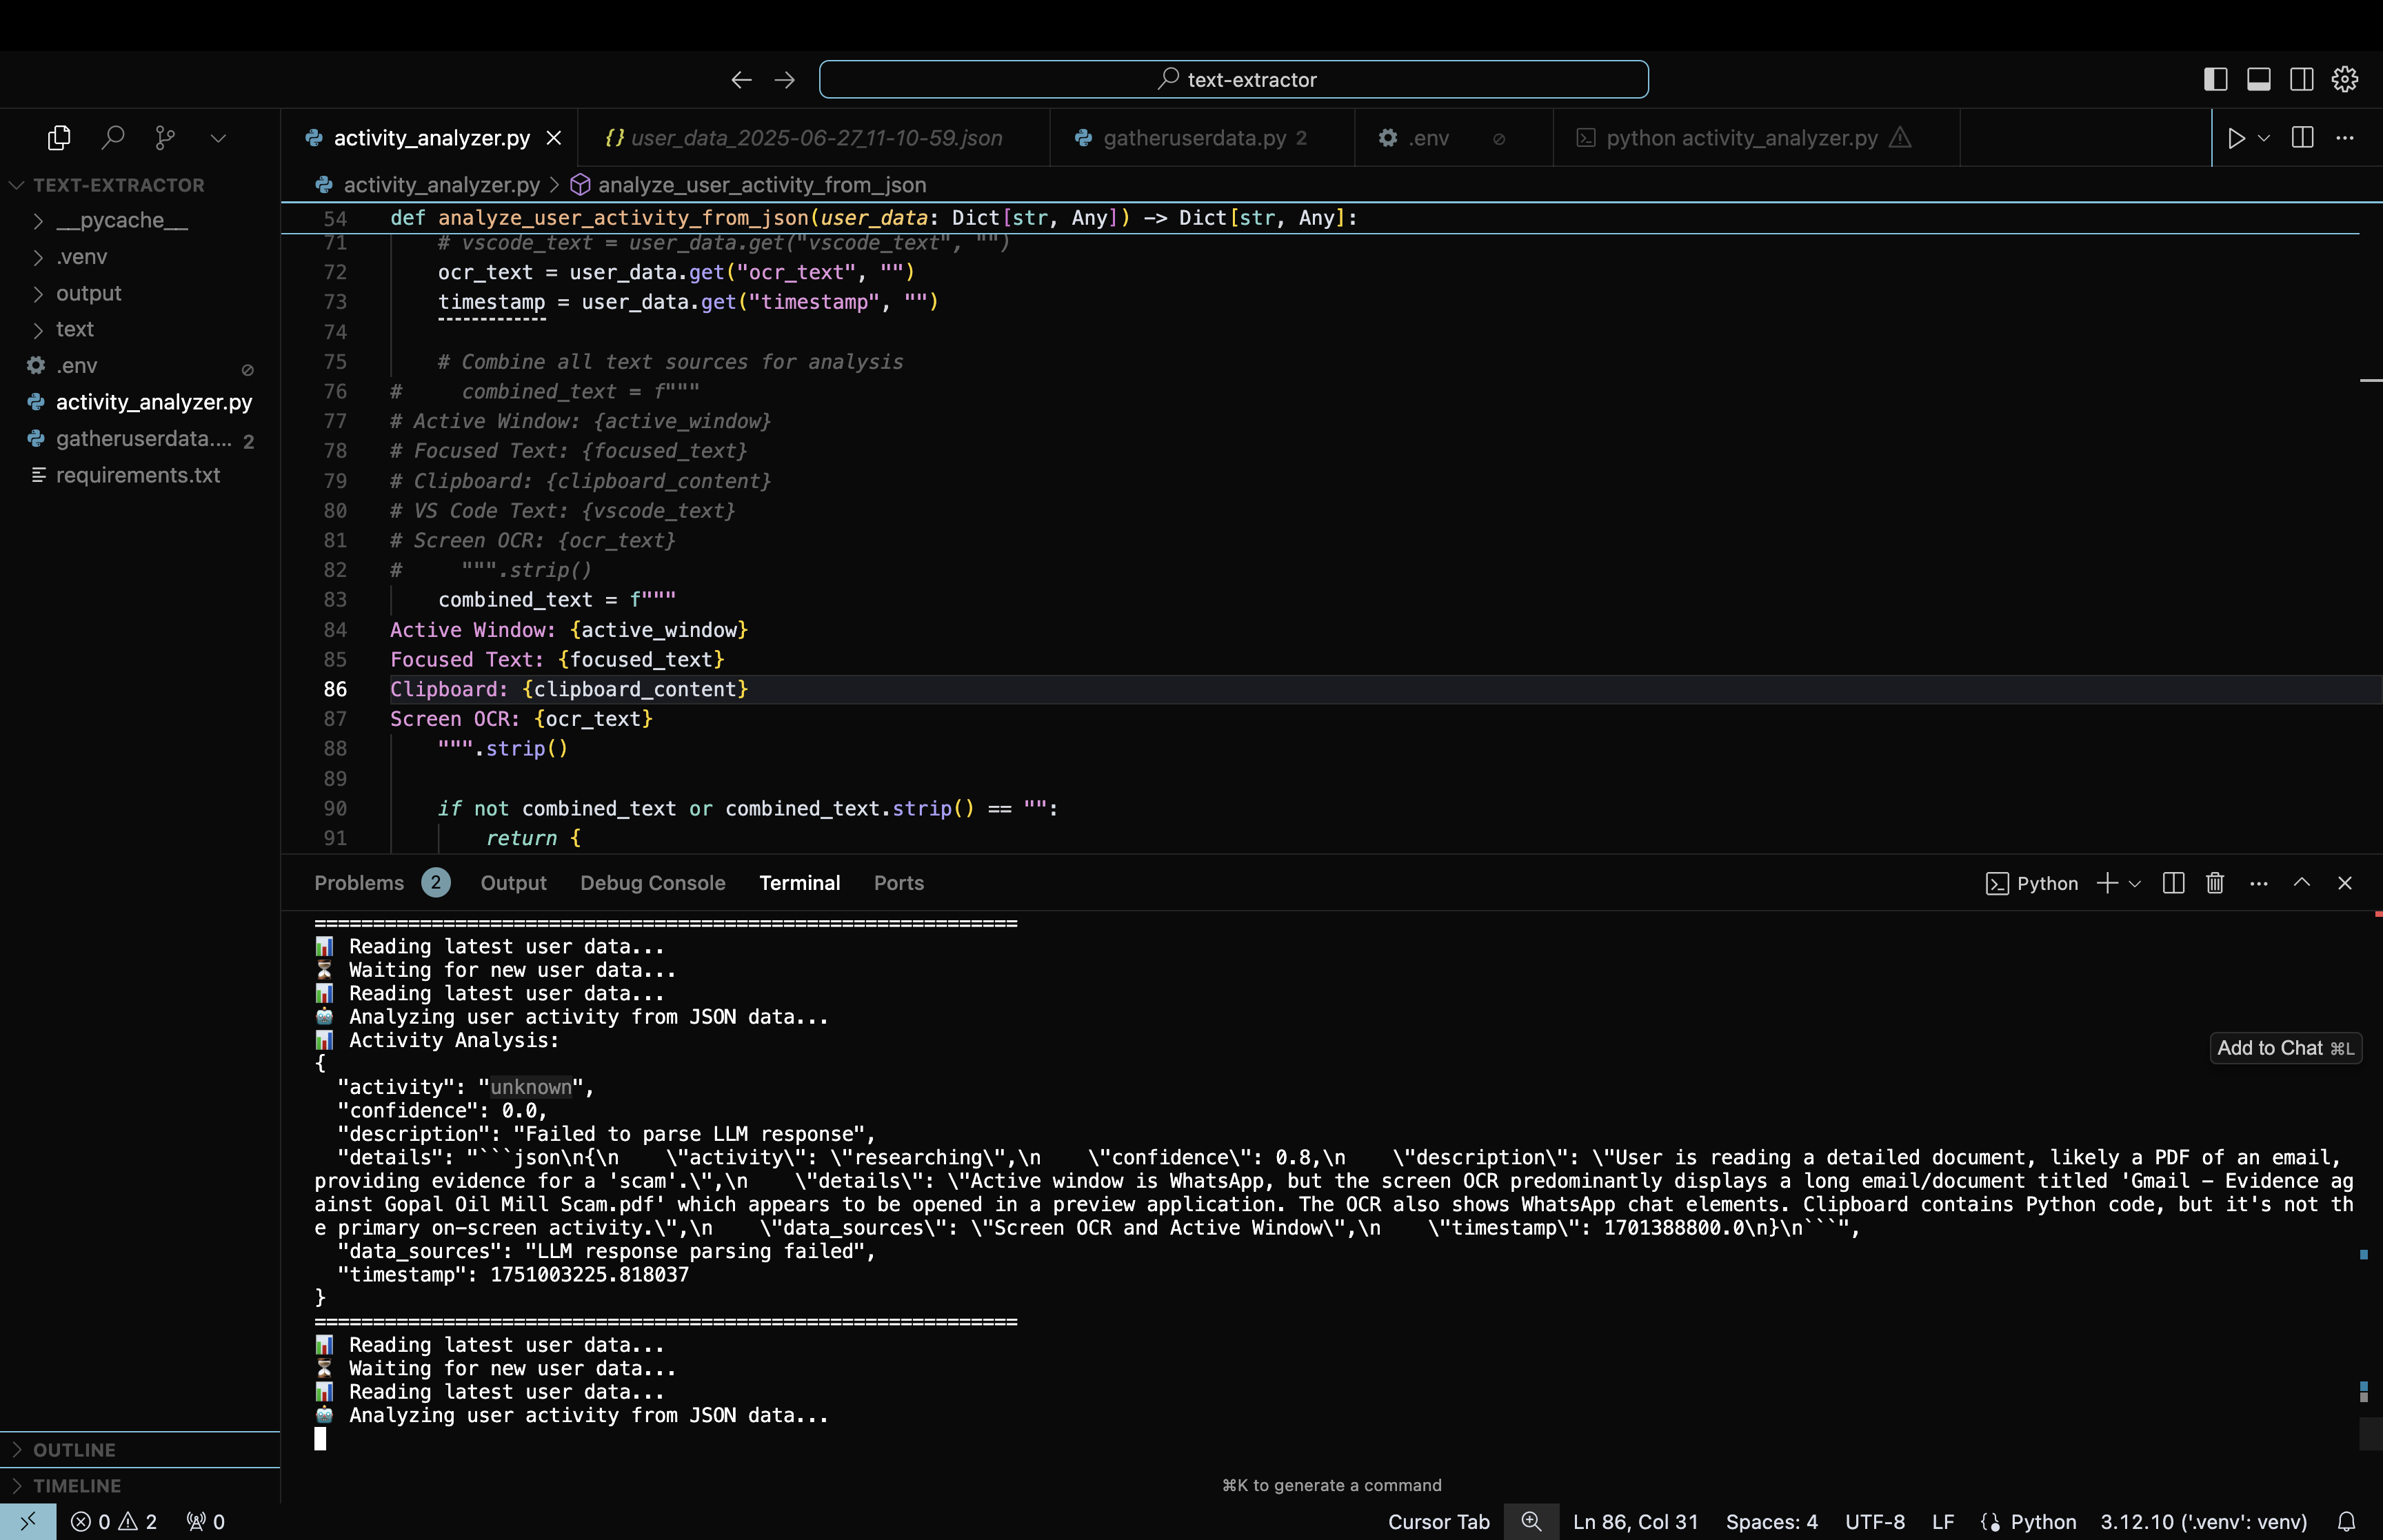 text-extractor
activity_analyzer.py
user_data_2025-06-27_11-10-59.json
gatheruserdata.py 2
.env
python activity_analyzer.py
TEXT-EXTRACTOR
__pycache__
.venv
output
text
.env
activity_analyzer.py
gatheruserdata.... 2
requirements.txt
OUTLINE
TIMELINE
activity_analyzer.py > analyze_user_activity_from_json
54 def analyze_user_activity_from_json(user_data: Dict[str, Any]) -> Dict[str, Any]:
71 # vscode_text = user_data.get("vscode_text", "")
72 ocr_text = user_data.get("ocr_text", "")
73 timestamp = user_data.get("timestamp", "")
74
75 # Combine all text sources for analysis
76 # combined_text = f"""
77 # Active Window: {active_window}
78 # Focused Text: {focused_text}
79 # Clipboard: {clipboard_content}
80 # VS Code Text: {vscode_text}
81 # Screen OCR: {ocr_text}
82 # """.strip()
83 combined_text = f"""
84 Active Window: {active_window}
85 Focused Text: {focused_text}
86 Clipboard: {clipboard_content}
87 Screen OCR: {ocr_text}
88 """.strip()
89
90 if not combined_text or combined_text.strip() == "":
91 return {
Problems 2 Output Debug Console Terminal Ports
Python
============================================================
📊 Reading latest user data...
⏳ Waiting for new user data...
📊 Reading latest user data...
🤖 Analyzing user activity from JSON data...
📊 Activity Analysis:
{
"activity": "unknown",
"confidence": 0.0,
"description": "Failed to parse LLM response",
"details": "```json\n{\n    \"activity\": \"researching\",\n    \"confidence\": 0.8,\n    \"description\": \"User is reading a detailed document, likely a PDF of an email,
providing evidence for a 'scam'.\",\n    \"details\": \"Active window is WhatsApp, but the screen OCR predominantly displays a long email/document titled 'Gmail - Evidence ag
ainst Gopal Oil Mill Scam.pdf' which appears to be opened in a preview application. The OCR also shows WhatsApp chat elements. Clipboard contains Python code, but it's not th
e primary on-screen activity.\",\n    \"data_sources\": \"Screen OCR and Active Window\",\n    \"timestamp\": 1701388800.0\n}\n```",
"data_sources": "LLM response parsing failed",
"timestamp": 1751003225.818037
}
============================================================
📊 Reading latest user data...
⏳ Waiting for new user data...
📊 Reading latest user data...
🤖 Analyzing user activity from JSON data...
Add to Chat ⌘L
⌘K to generate a command
0 2 0
Cursor Tab Ln 86, Col 31 Spaces: 4 UTF-8 LF Python 3.12.10 ('.venv': venv)